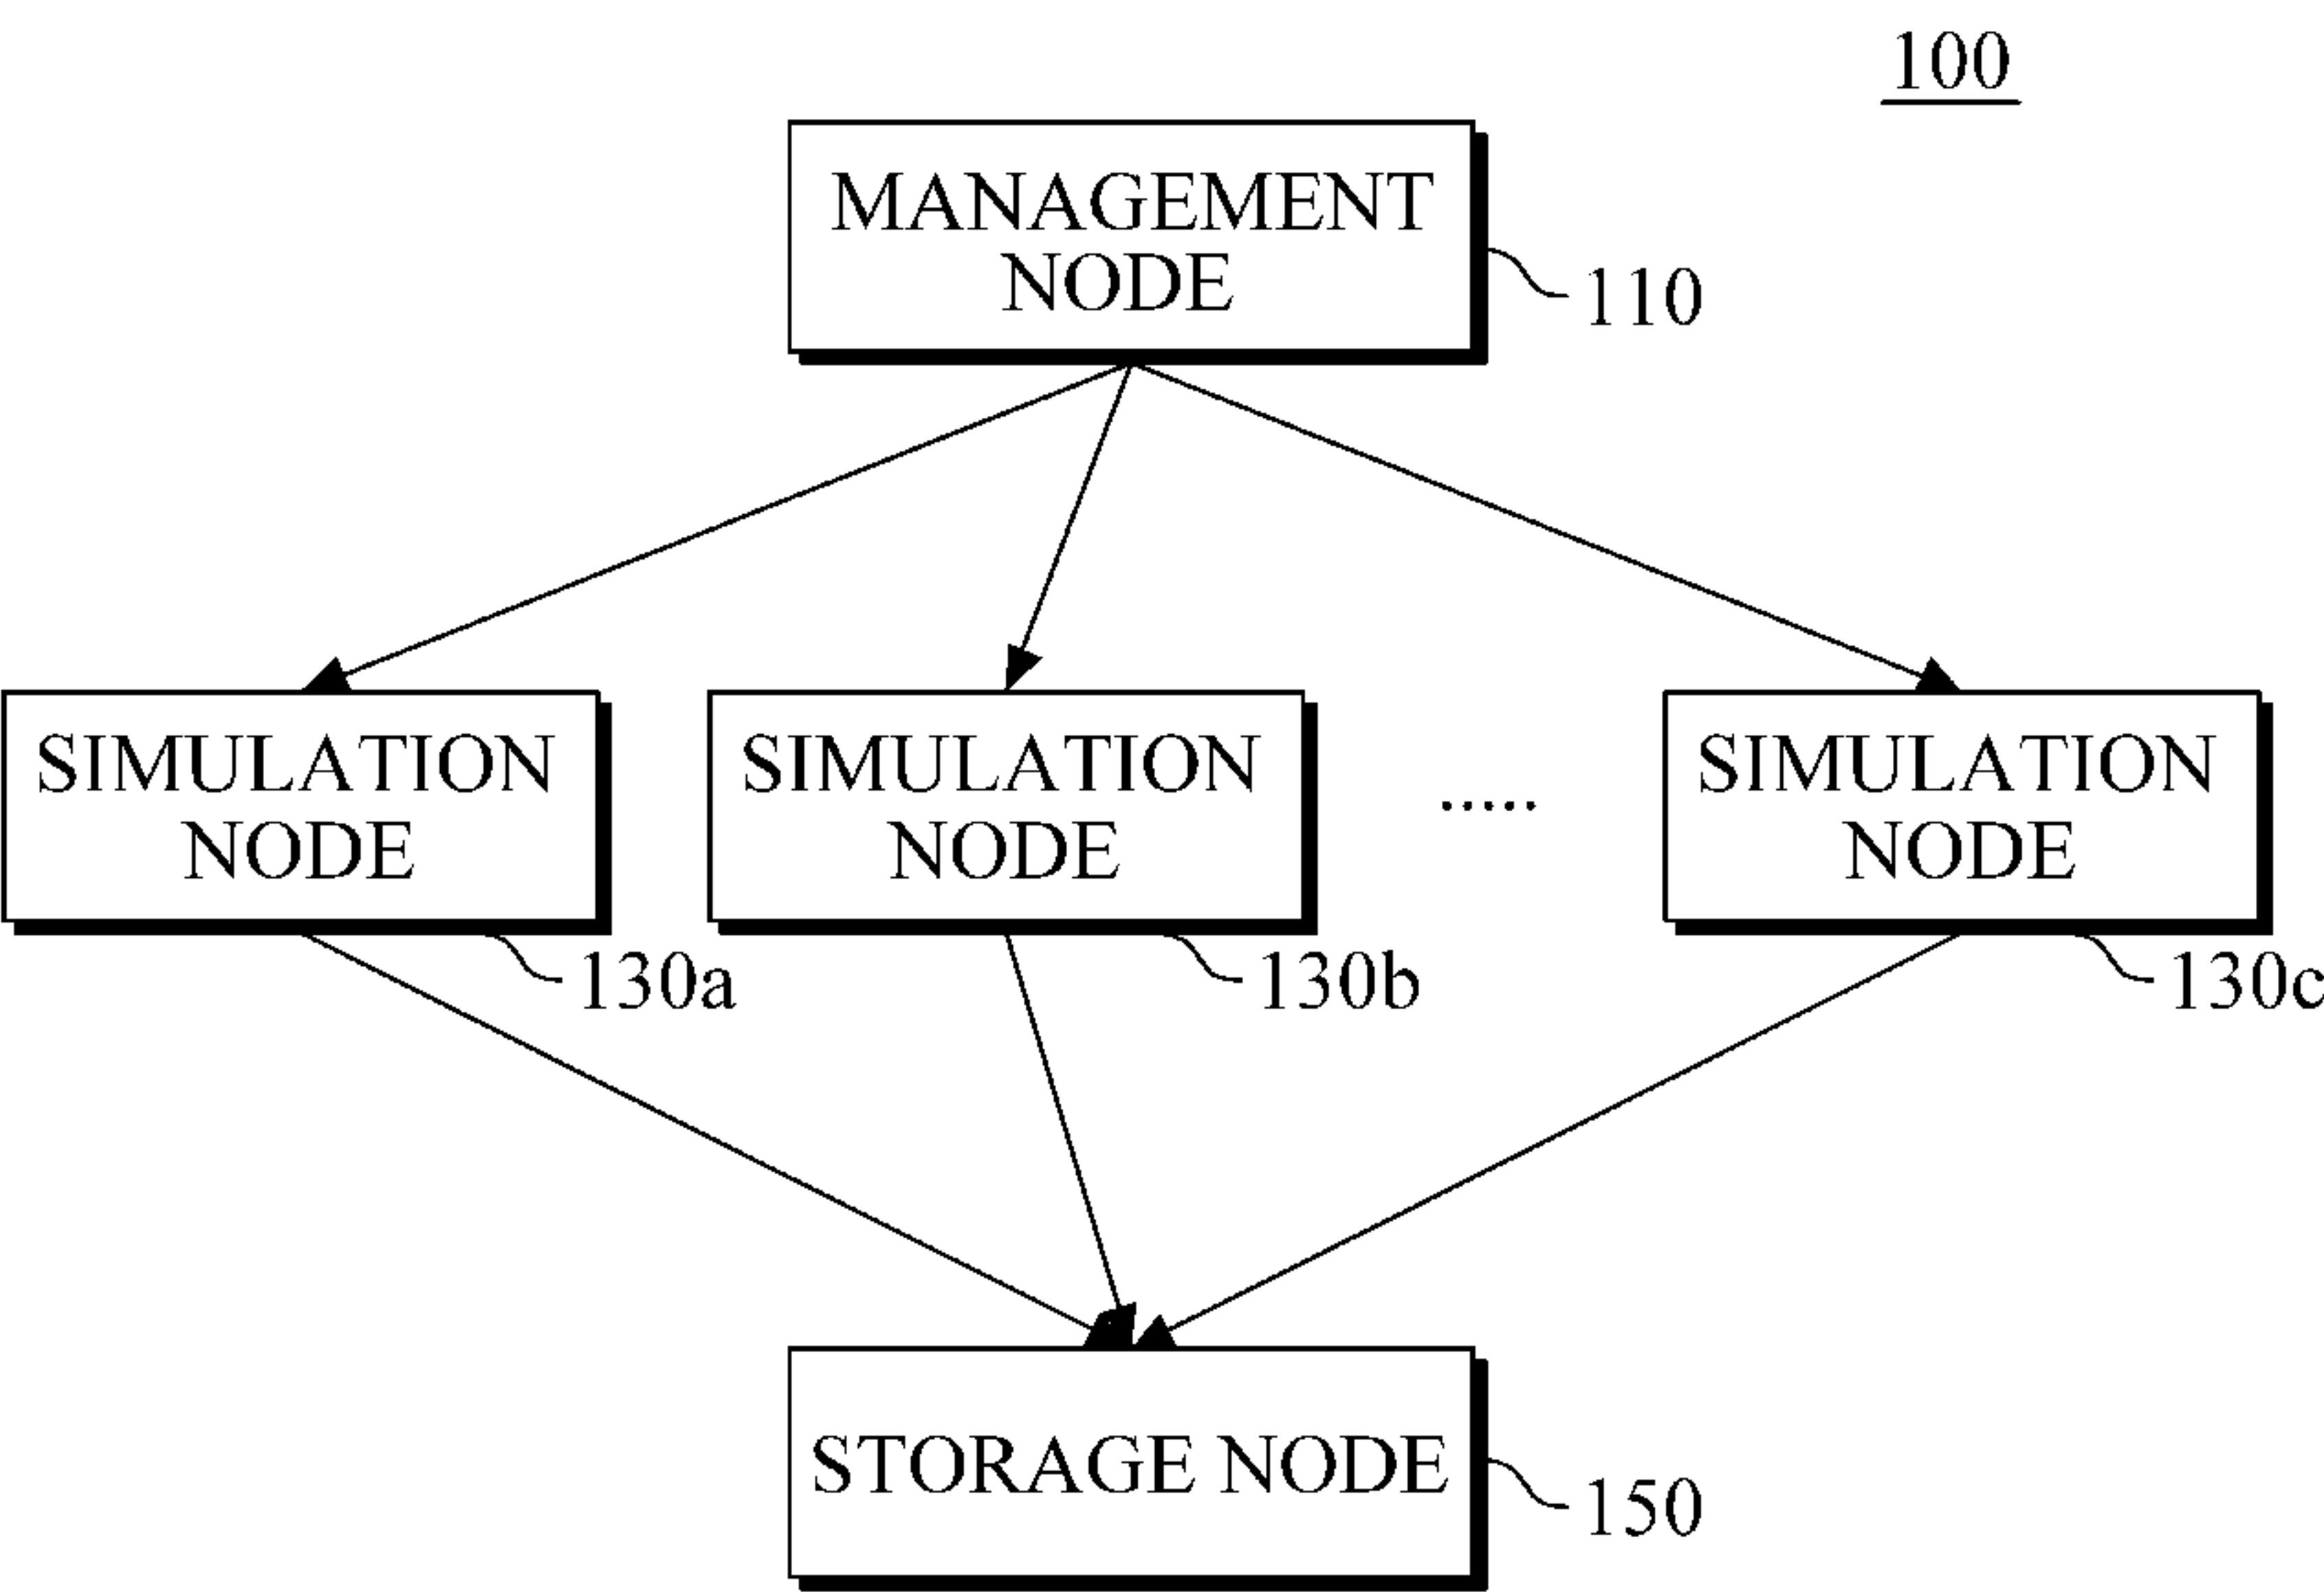 100
MANAGEMENT
NODE
110
SIMULATION
NODE
SIMULATION
NODE
.....
SIMULATION
NODE
130a
130b
130c
STORAGE NODE
150